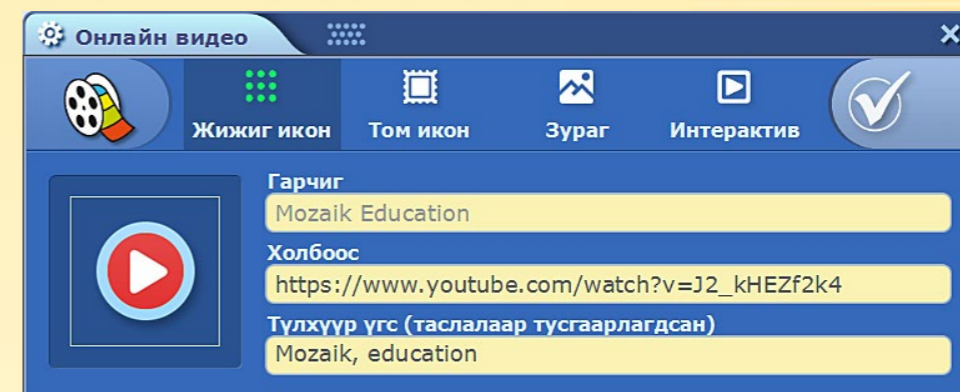 Онлайн видео
Жижиг икон Том икон Зураг Интерактив
Гарчиг
Mozaik Education
Холбоос
https://www.youtube.com/watch?v=J2_kHEZf2k4
Түлхүүр үгс (таслалаар тусгаарлагдсан)
Mozaik, education